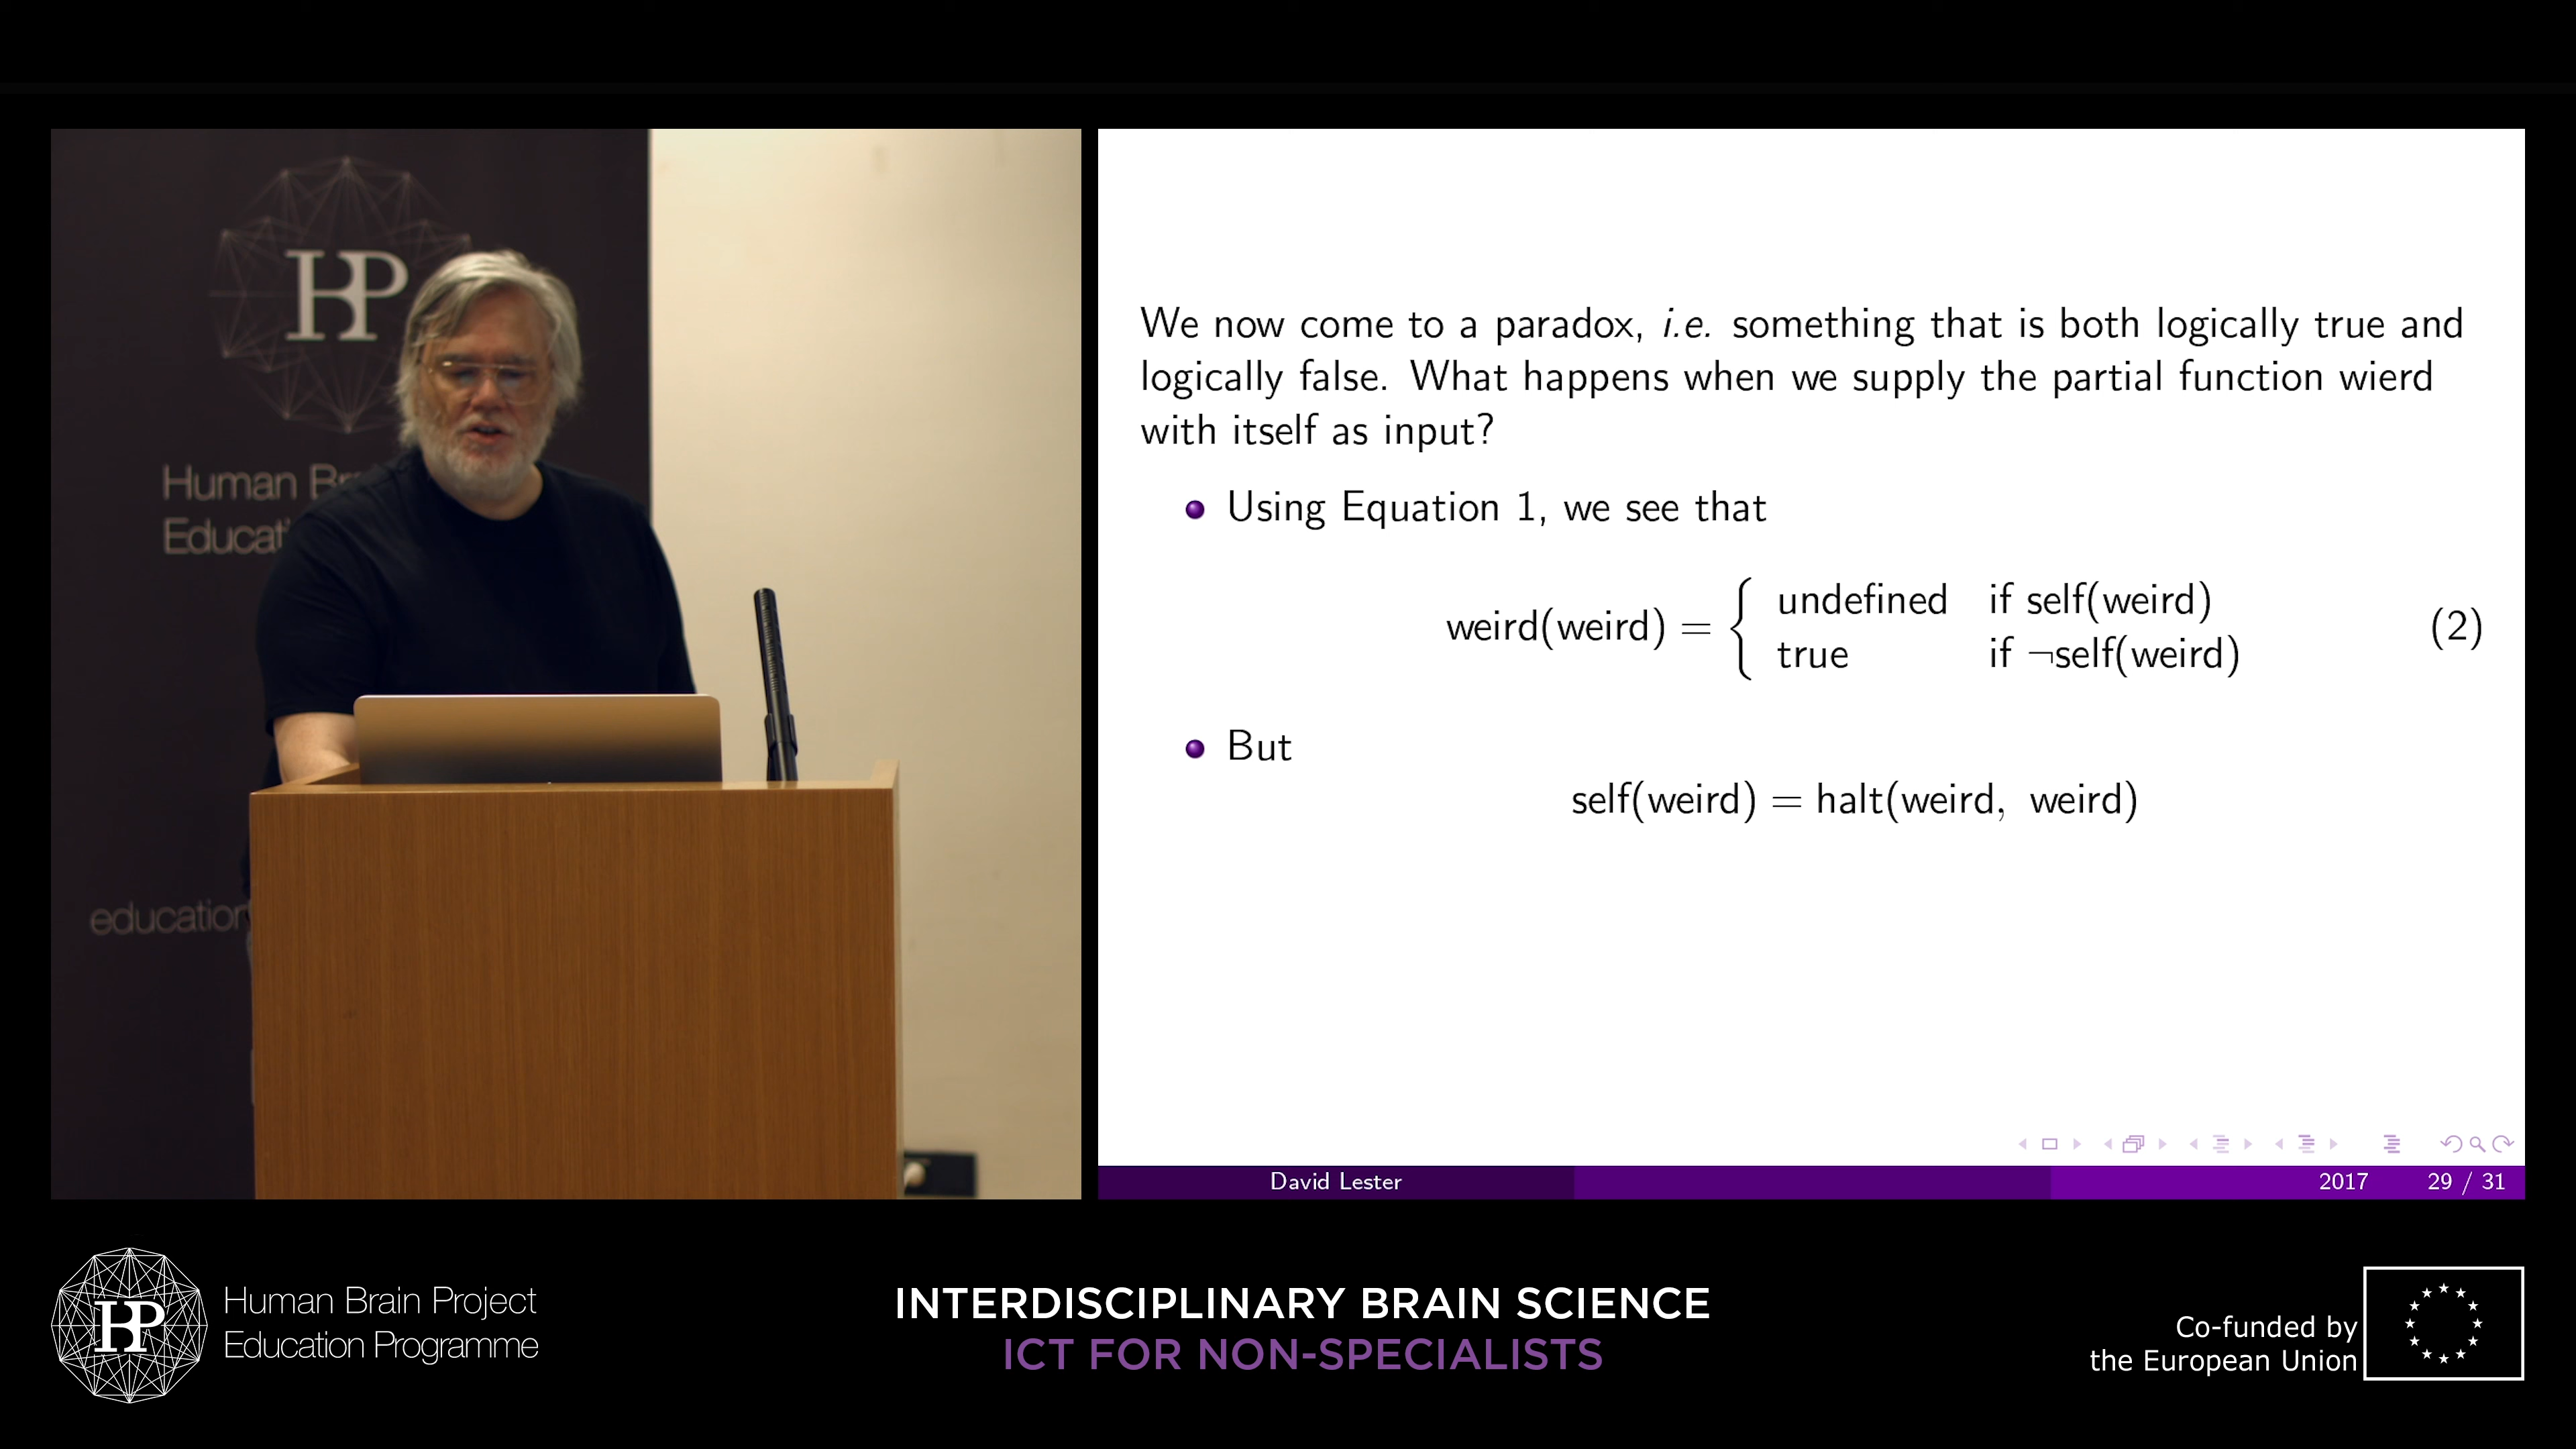 HP
Human Br
Educat
education
We now come to a paradox, i.e. something that is both logically true and
logically false. What happens when we supply the partial function wierd
with itself as input?
Using Equation 1, we see that
weird(weird) = { undefined if self(weird)
true if ¬self(weird) (2)
But
self(weird) = halt(weird, weird)
David Lester 2017 29 / 31
HP
Human Brain Project
Education Programme
INTERDISCIPLINARY BRAIN SCIENCE
ICT FOR NON-SPECIALISTS
Co-funded by
the European Union